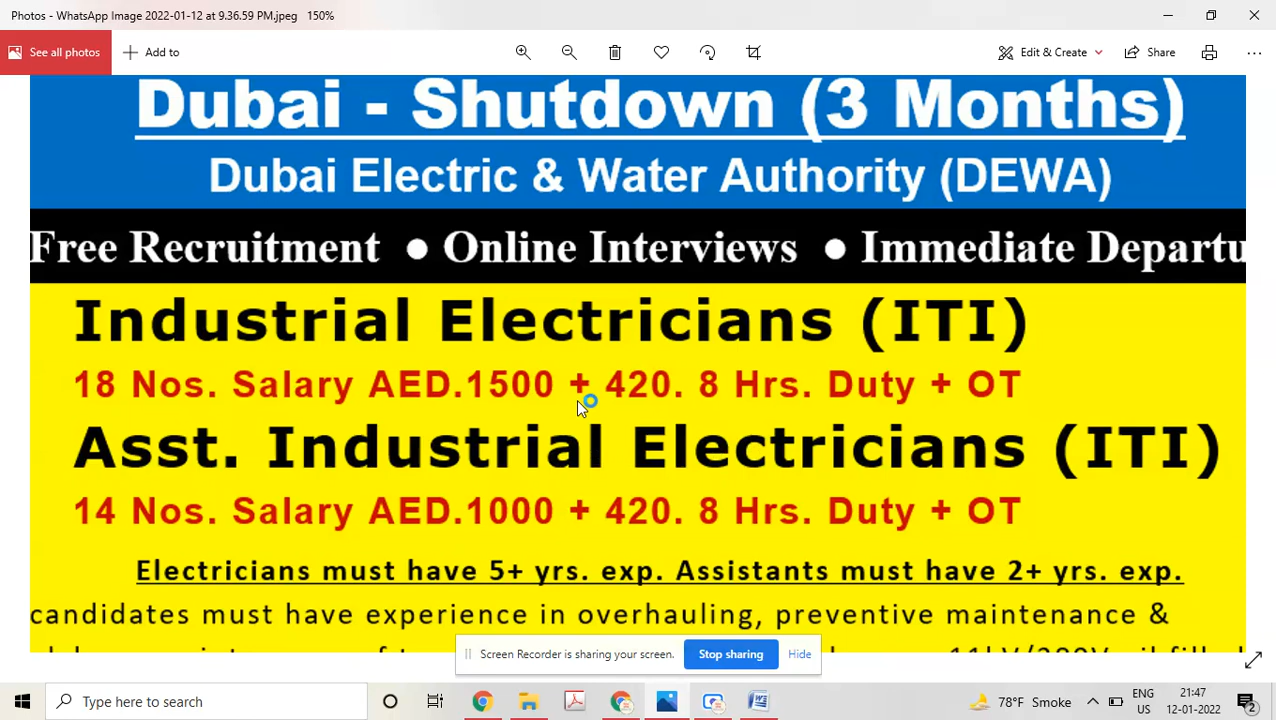 Photos - WhatsApp Image 2022-01-12 at 9.36.59 PM.jpeg 150%
See all photos
Add to
Edit & Create
Share
Dubai - Shutdown (3 Months)
Dubai Electric & Water Authority (DEWA)
Free Recruitment ● Online Interviews ● Immediate Departu
Industrial Electricians (ITI)
18 Nos. Salary AED.1500 + 420. 8 Hrs. Duty + OT
Asst. Industrial Electricians (ITI)
14 Nos. Salary AED.1000 + 420. 8 Hrs. Duty + OT
Electricians must have 5+ yrs. exp. Assistants must have 2+ yrs. exp.
candidates must have experience in overhauling, preventive maintenance &
Screen Recorder is sharing your screen. Stop sharing Hide
Type here to search
78°F Smoke
ENG
US
21:47
12-01-2022
2